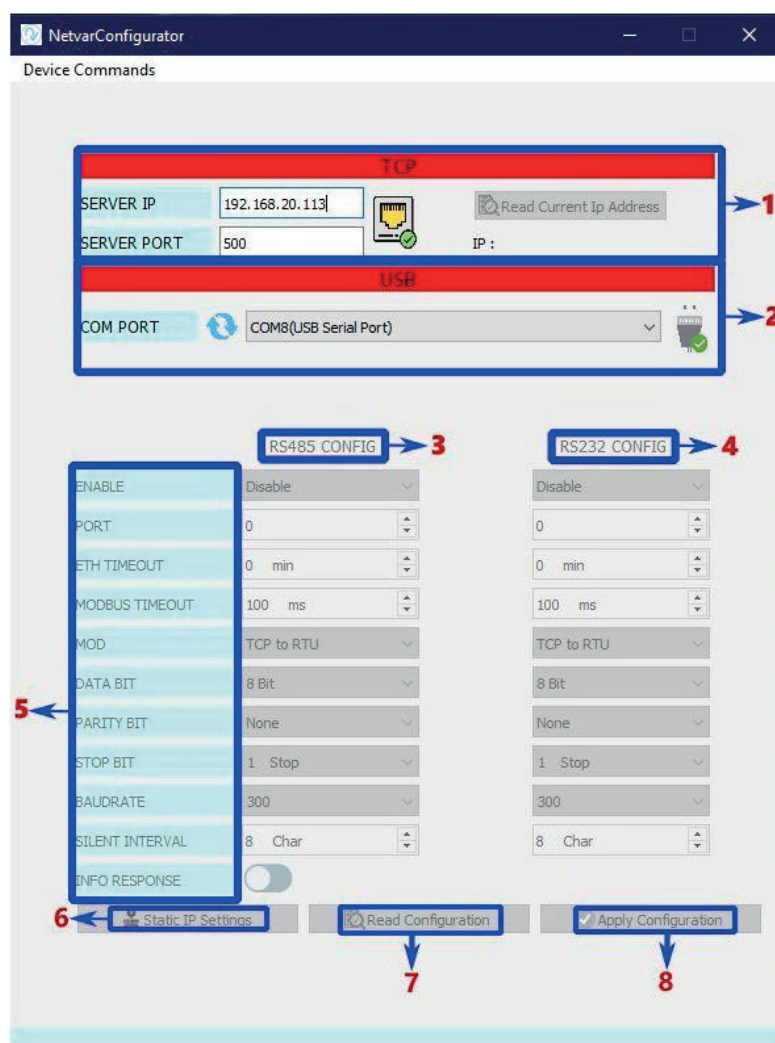 NetvarConfigurator
Device Commands
TCP
SERVER IP 192.168.20.113 Read Current Ip Address 1
SERVER PORT 500 IP :
USB
COM PORT COM8(USB Serial Port) 2
RS485 CONFIG 3 RS232 CONFIG 4
ENABLE Disable Disable
PORT 0 0
ETH TIMEOUT 0 min 0 min
MODBUS TIMEOUT 100 ms 100 ms
MOD TCP to RTU TCP to RTU
DATA BIT 8 Bit 8 Bit
5 PARITY BIT None None
STOP BIT 1 Stop 1 Stop
BAUDRATE 300 300
SILENT INTERVAL 8 Char 8 Char
INFO RESPONSE
6 Static IP Settings Read Configuration Apply Configuration
7 8